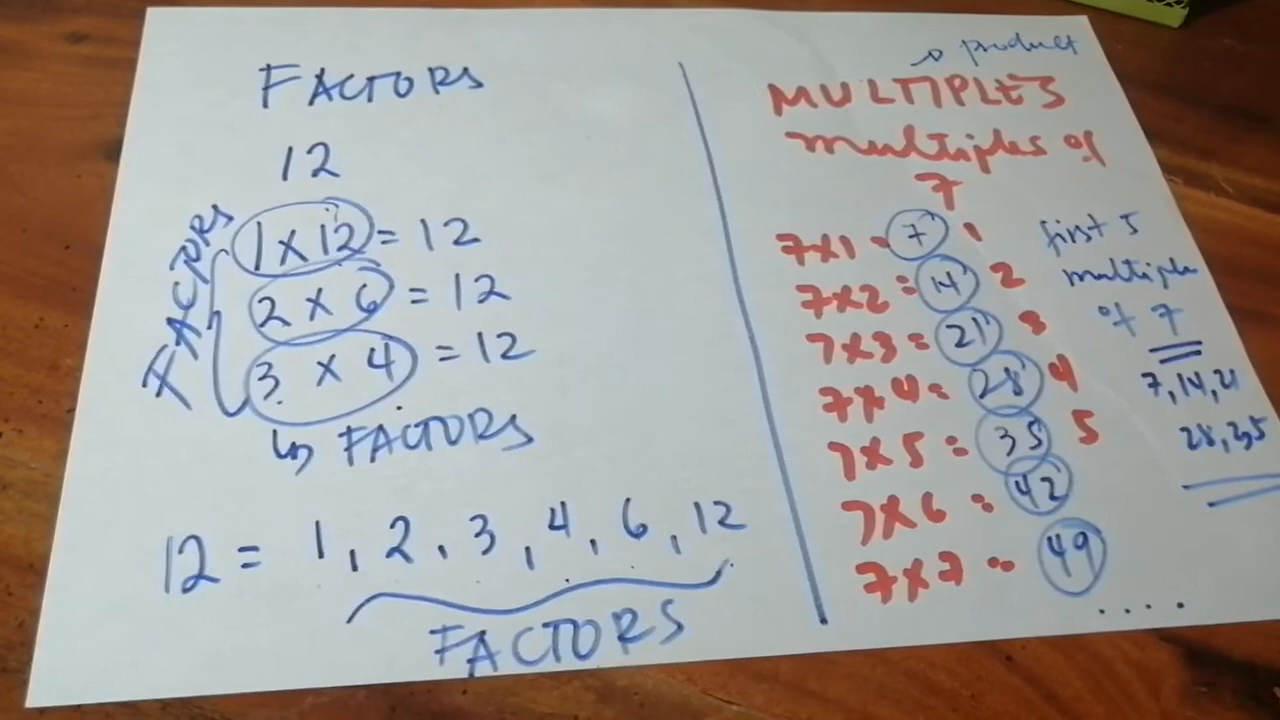 FACTORS
12
FACTORS
1 x 12 = 12
2 x 6 = 12
3 x 4 = 12
FACTORS
12 = 1, 2, 3, 4, 6, 12
FACTORS
product
MULTIPLES
multiples of
7
7x1 = 7 1
7x2 = 14 2
7x3 = 21 3
7x4 = 28 4
7x5 = 35 5
7x6 = 42
7x7 = 49
....
first 5
multiple
of 7
7, 14, 21
28, 35